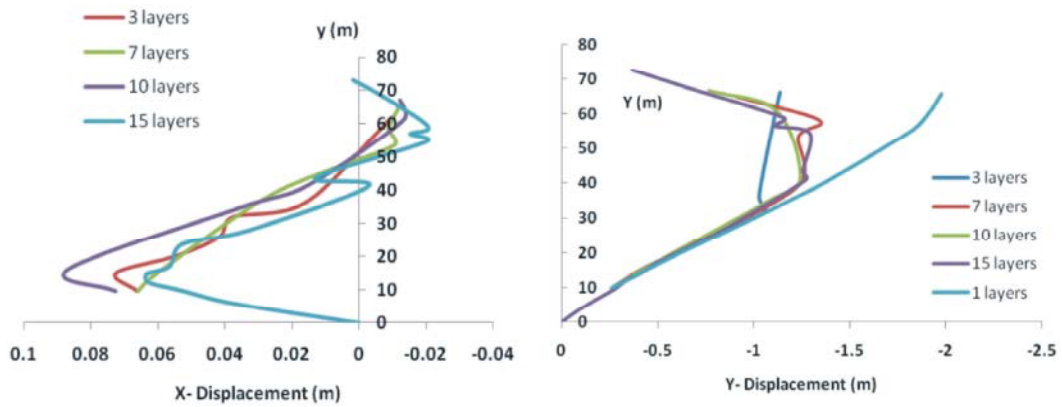 3 layers
7 layers
10 layers
15 layers
y (m)
80
70
60
50
40
30
20
10
0
0.1 0.08 0.06 0.04 0.02 0 -0.02 -0.04
X- Displacement (m)
80
70
60
50
40
30
20
10
0
Y (m)
3 layers
7 layers
10 layers
15 layers
1 layers
0 -0.5 -1 -1.5 -2 -2.5
Y- Displacement (m)